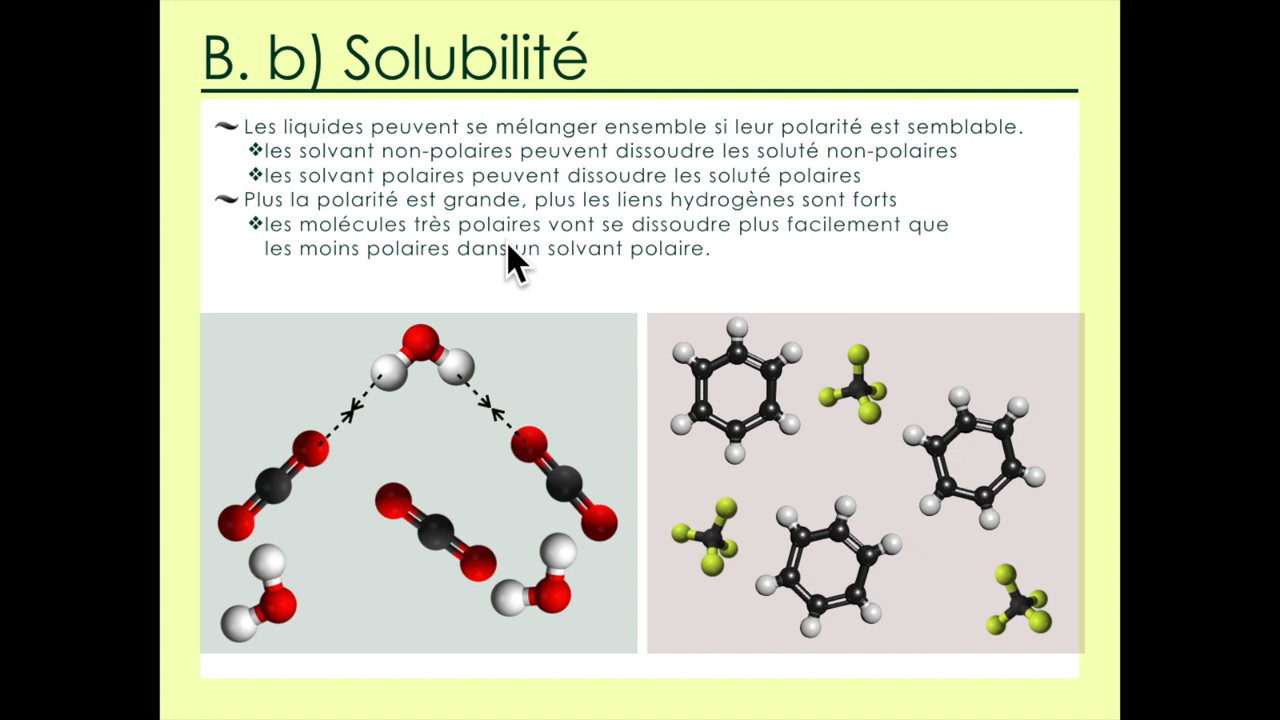 B. b) Solubilité
Les liquides peuvent se mélanger ensemble si leur polarité est semblable.
les solvant non-polaires peuvent dissoudre les soluté non-polaires
les solvant polaires peuvent dissoudre les soluté polaires
Plus la polarité est grande, plus les liens hydrogènes sont forts
les molécules très polaires vont se dissoudre plus facilement que
les moins polaires dans un solvant polaire.